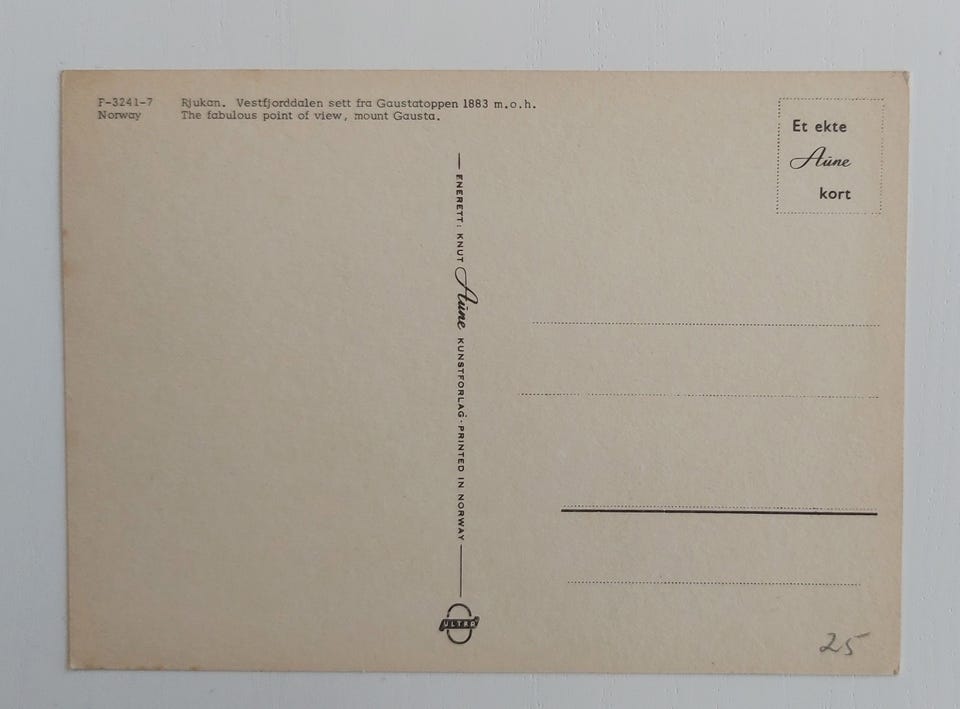 F-3241-7 Rjukan. Vestfjorddalen sett fra Gaustatoppen 1883 m.o.h.
Norway The fabulous point of view, mount Gausta.
Et ekte
Aune
kort
ENERETT: KNUT Aune KUNSTFORLAG · PRINTED IN NORWAY
ULTRA
25